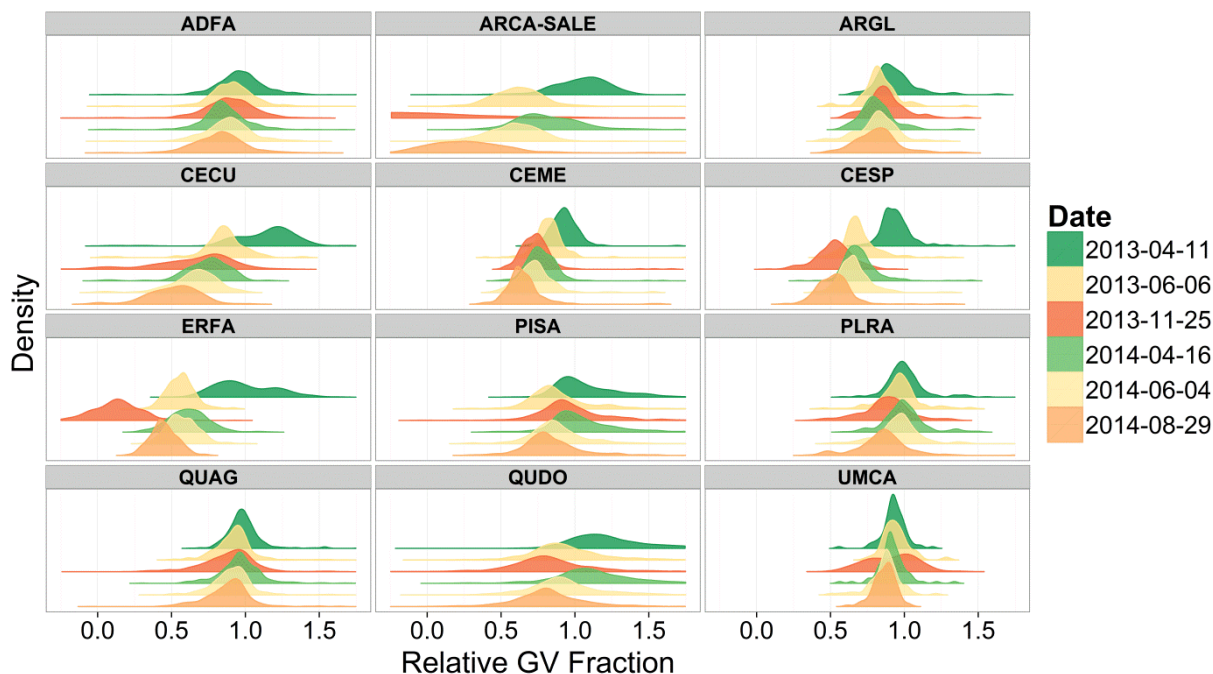 ADFA ARCA-SALE ARGL
CECU CEME CESP
ERFA PISA PLRA
QUAG QUDO UMCA
Density
0.0 0.5 1.0 1.5 0.0 0.5 1.0 1.5 0.0 0.5 1.0 1.5
Relative GV Fraction
Date
2013-04-11
2013-06-06
2013-11-25
2014-04-16
2014-06-04
2014-08-29